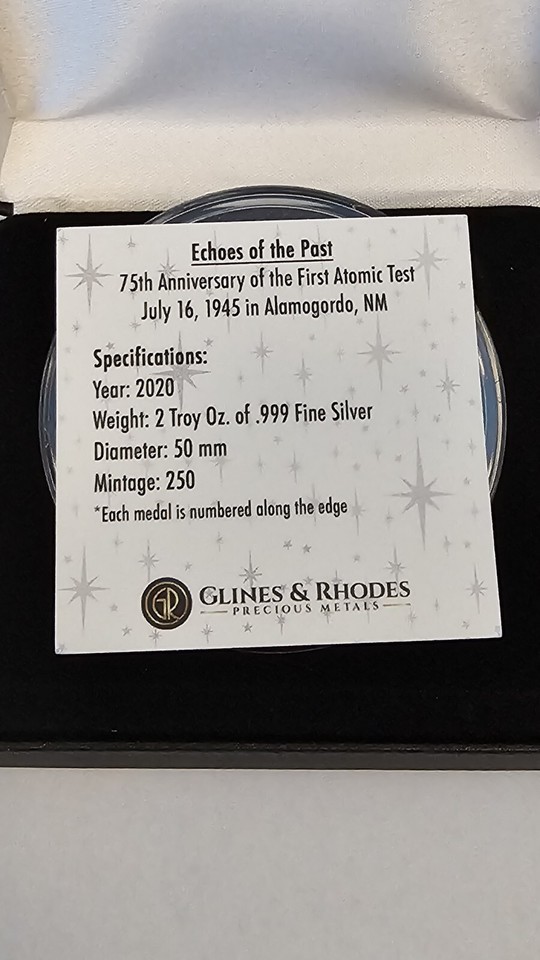 Echoes of the Past
75th Anniversary of the First Atomic Test
July 16, 1945 in Alamogordo, NM
Specifications:
Year: 2020
Weight: 2 Troy Oz. of .999 Fine Silver
Diameter: 50 mm
Mintage: 250
*Each medal is numbered along the edge
GR
GLINES & RHODES
PRECIOUS METALS